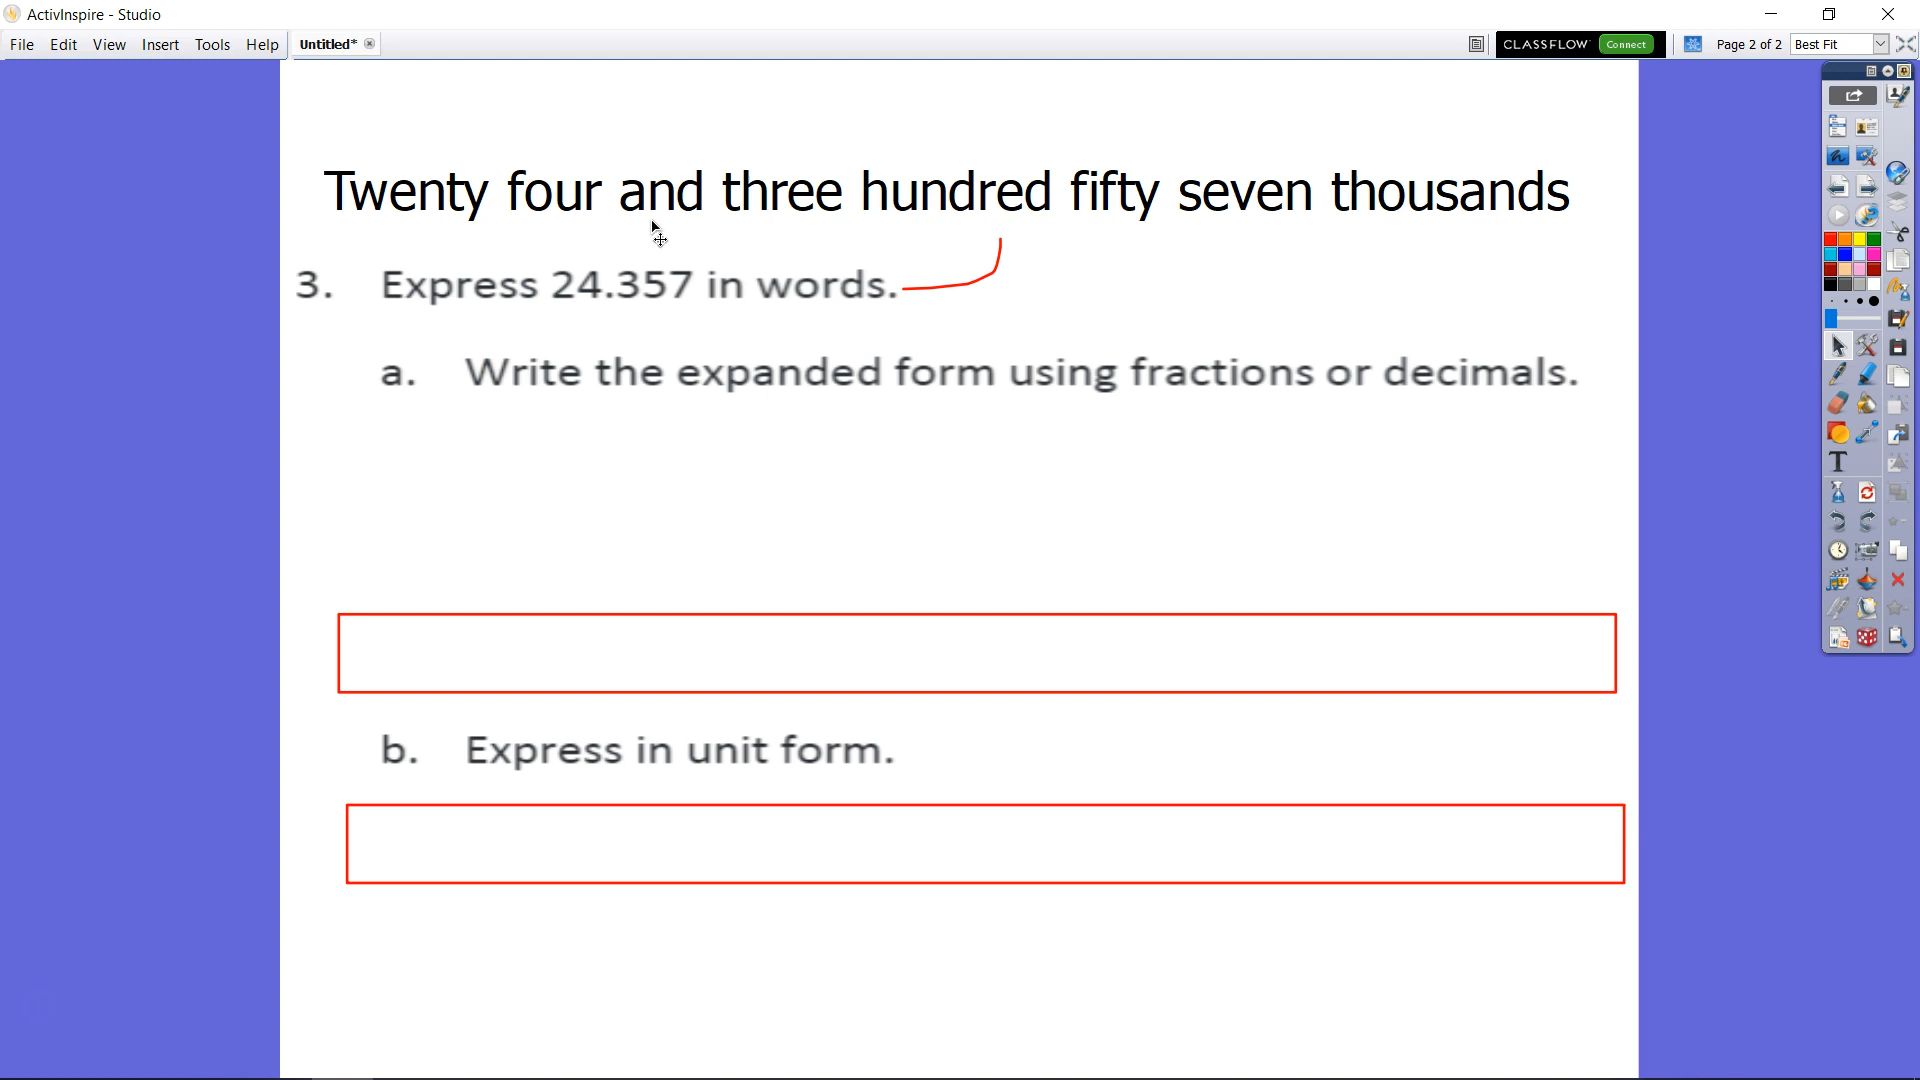 ActivInspire - Studio
File Edit View Insert Tools Help Untitled* CLASSFLOW Connect Page 2 of 2 Best Fit
Twenty four and three hundred fifty seven thousands
3. Express 24.357 in words.
a. Write the expanded form using fractions or decimals.
b. Express in unit form.